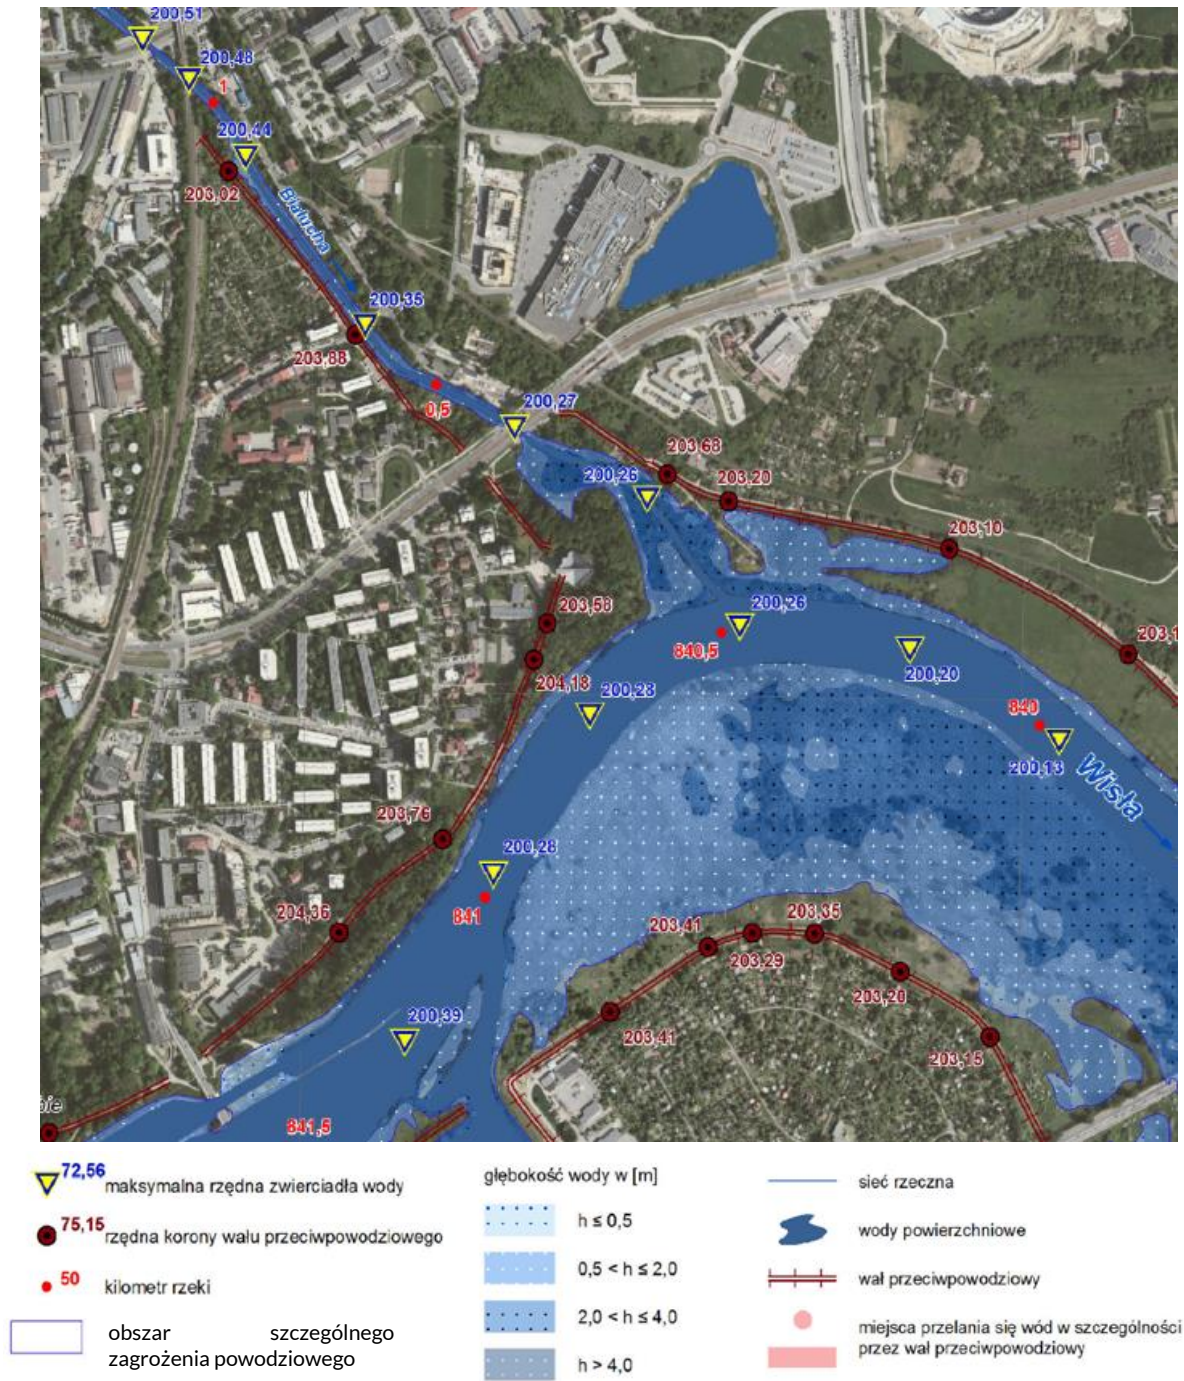 200,51
200,48
1
200,44
203,02
Białucha
200,35
203,88
0,5
200,27
203,68
200,26
203,20
203,10
203,58
200,26
840,5
203,1
204,18
200,23
200,20
840
200,13
Wisła
203,76
200,28
204,36
841
203,41
203,35
203,29
203,20
200,39
203,41
203,15
bie
841,5
72,56
maksymalna rzędna zwierciadła wody
75,15
rzędna korony wału przeciwpowodziowego
50
kilometr rzeki
obszar szczególnego
zagrożenia powodziowego
głębokość wody w [m]
h ≤ 0,5
0,5 < h ≤ 2,0
2,0 < h ≤ 4,0
h > 4,0
sieć rzeczna
wody powierzchniowe
wał przeciwpowodziowy
miejsca przelania się wód w szczególności
przez wał przeciwpowodziowy